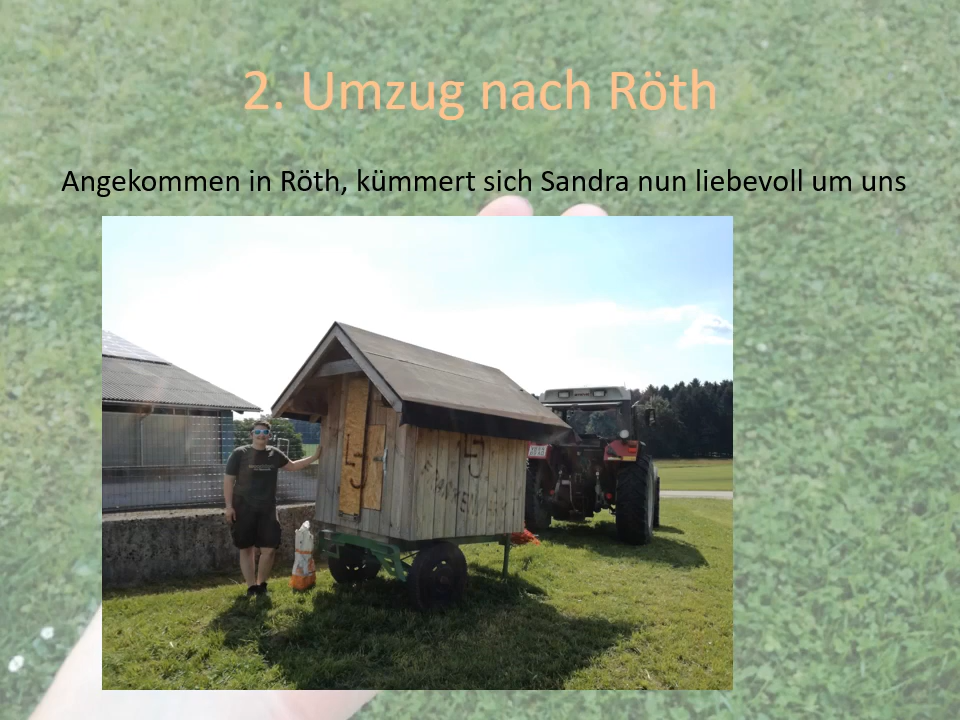 2. Umzug nach Röth
Angekommen in Röth, kümmert sich Sandra nun liebevoll um uns